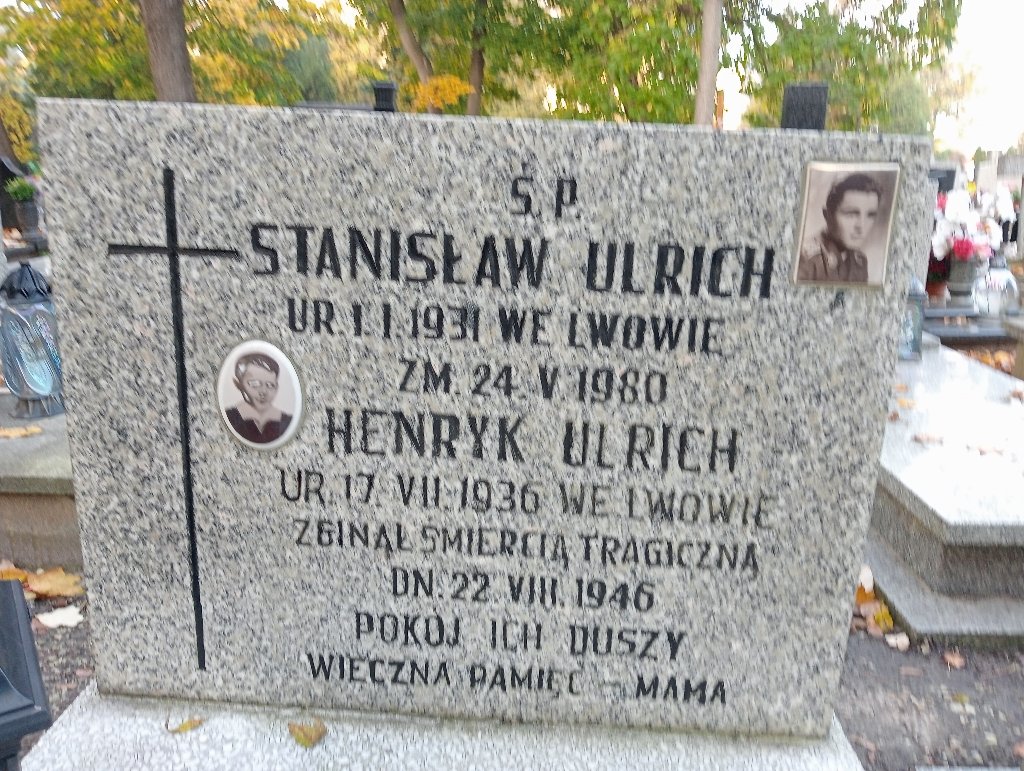 Ś.P.
STANISŁAW ULRICH
UR. 1.I.1931 WE LWOWIE
ZM. 24.V.1980
HENRYK ULRICH
UR. 17.VII.1936 WE LWOWIE
ZGINĄŁ ŚMIERCIĄ TRAGICZNĄ
DN. 22.VIII.1946
POKÓJ ICH DUSZY
WIECZNA PAMIĘĆ – MAMA